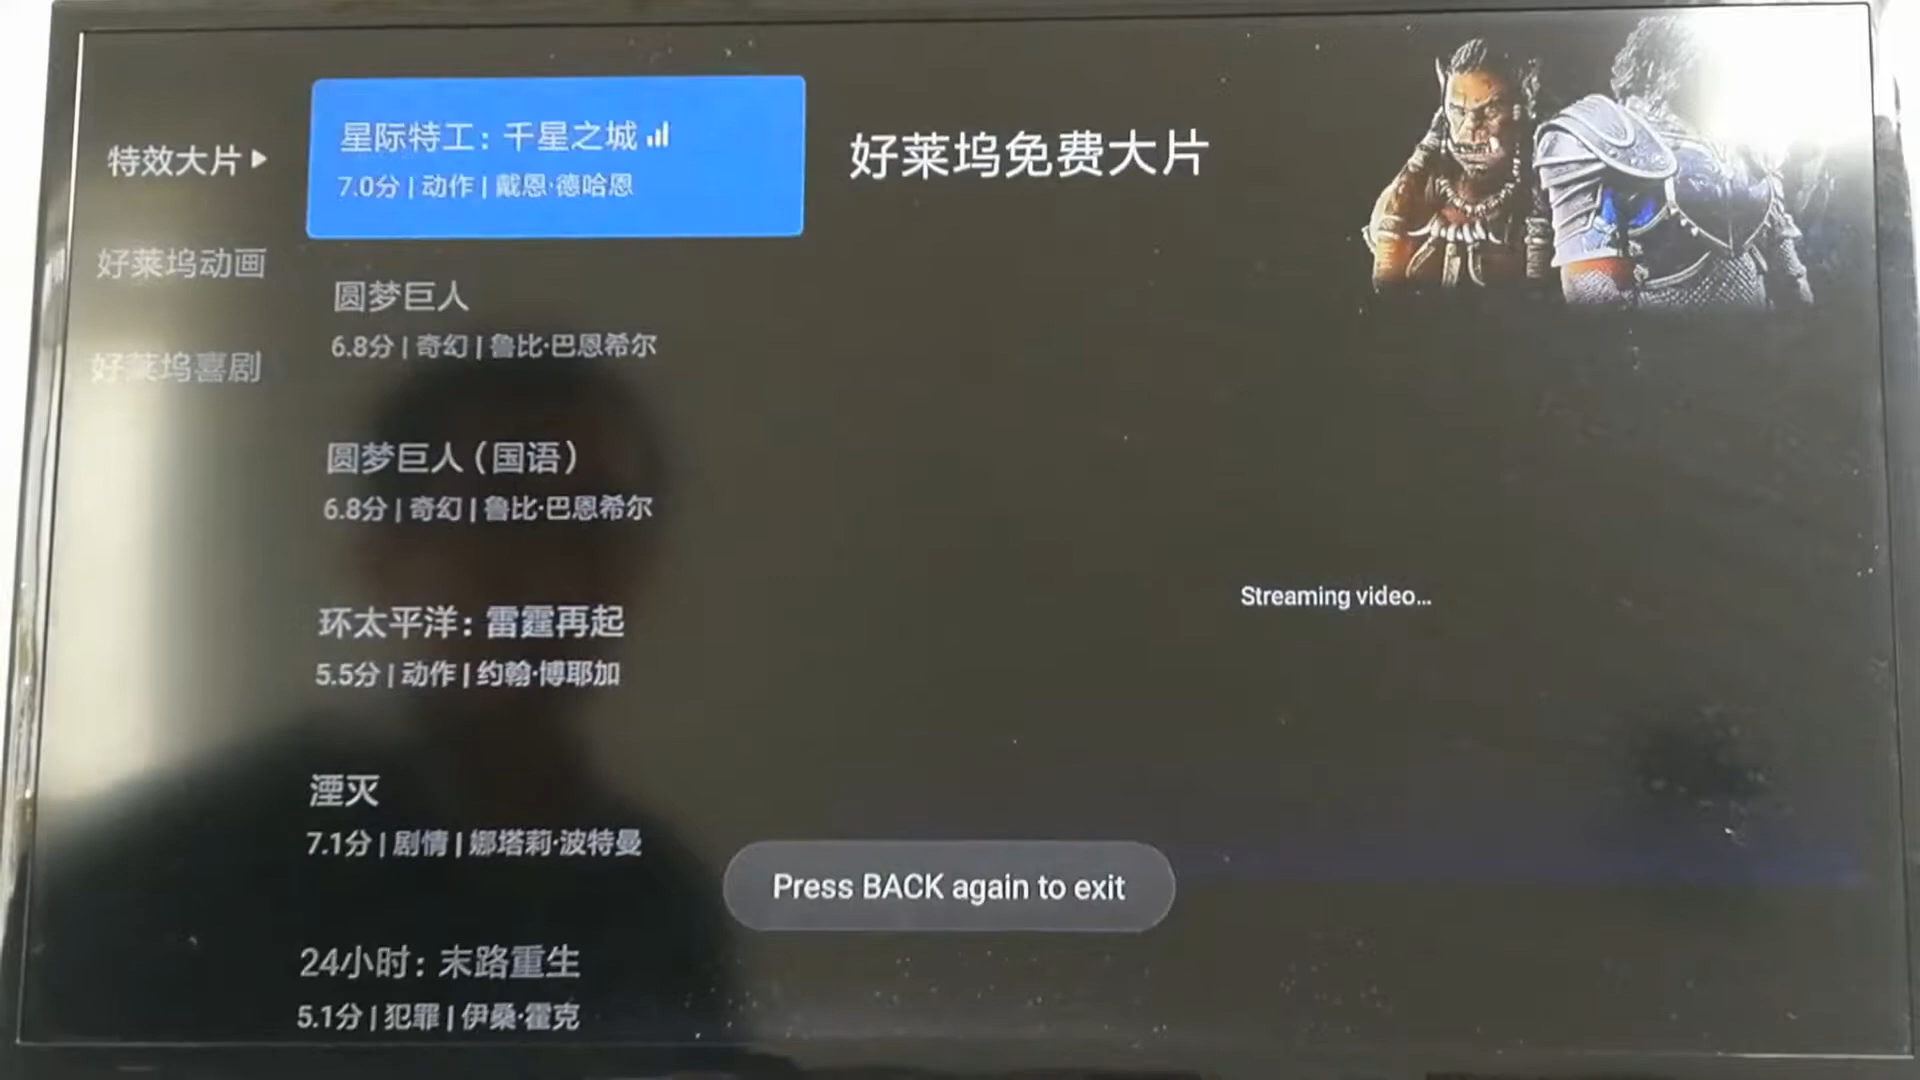 特效大片
好莱坞动画
好莱坞喜剧
星际特工：千星之城
7.0分 | 动作 | 戴恩·德哈恩
圆梦巨人
6.8分 | 奇幻 | 鲁比·巴恩希尔
圆梦巨人（国语）
6.8分 | 奇幻 | 鲁比·巴恩希尔
环太平洋：雷霆再起
5.5分 | 动作 | 约翰·博耶加
湮灭
7.1分 | 剧情 | 娜塔莉·波特曼
24小时：末路重生
5.1分 | 犯罪 | 伊桑·霍克
好莱坞免费大片
Streaming video...
Press BACK again to exit